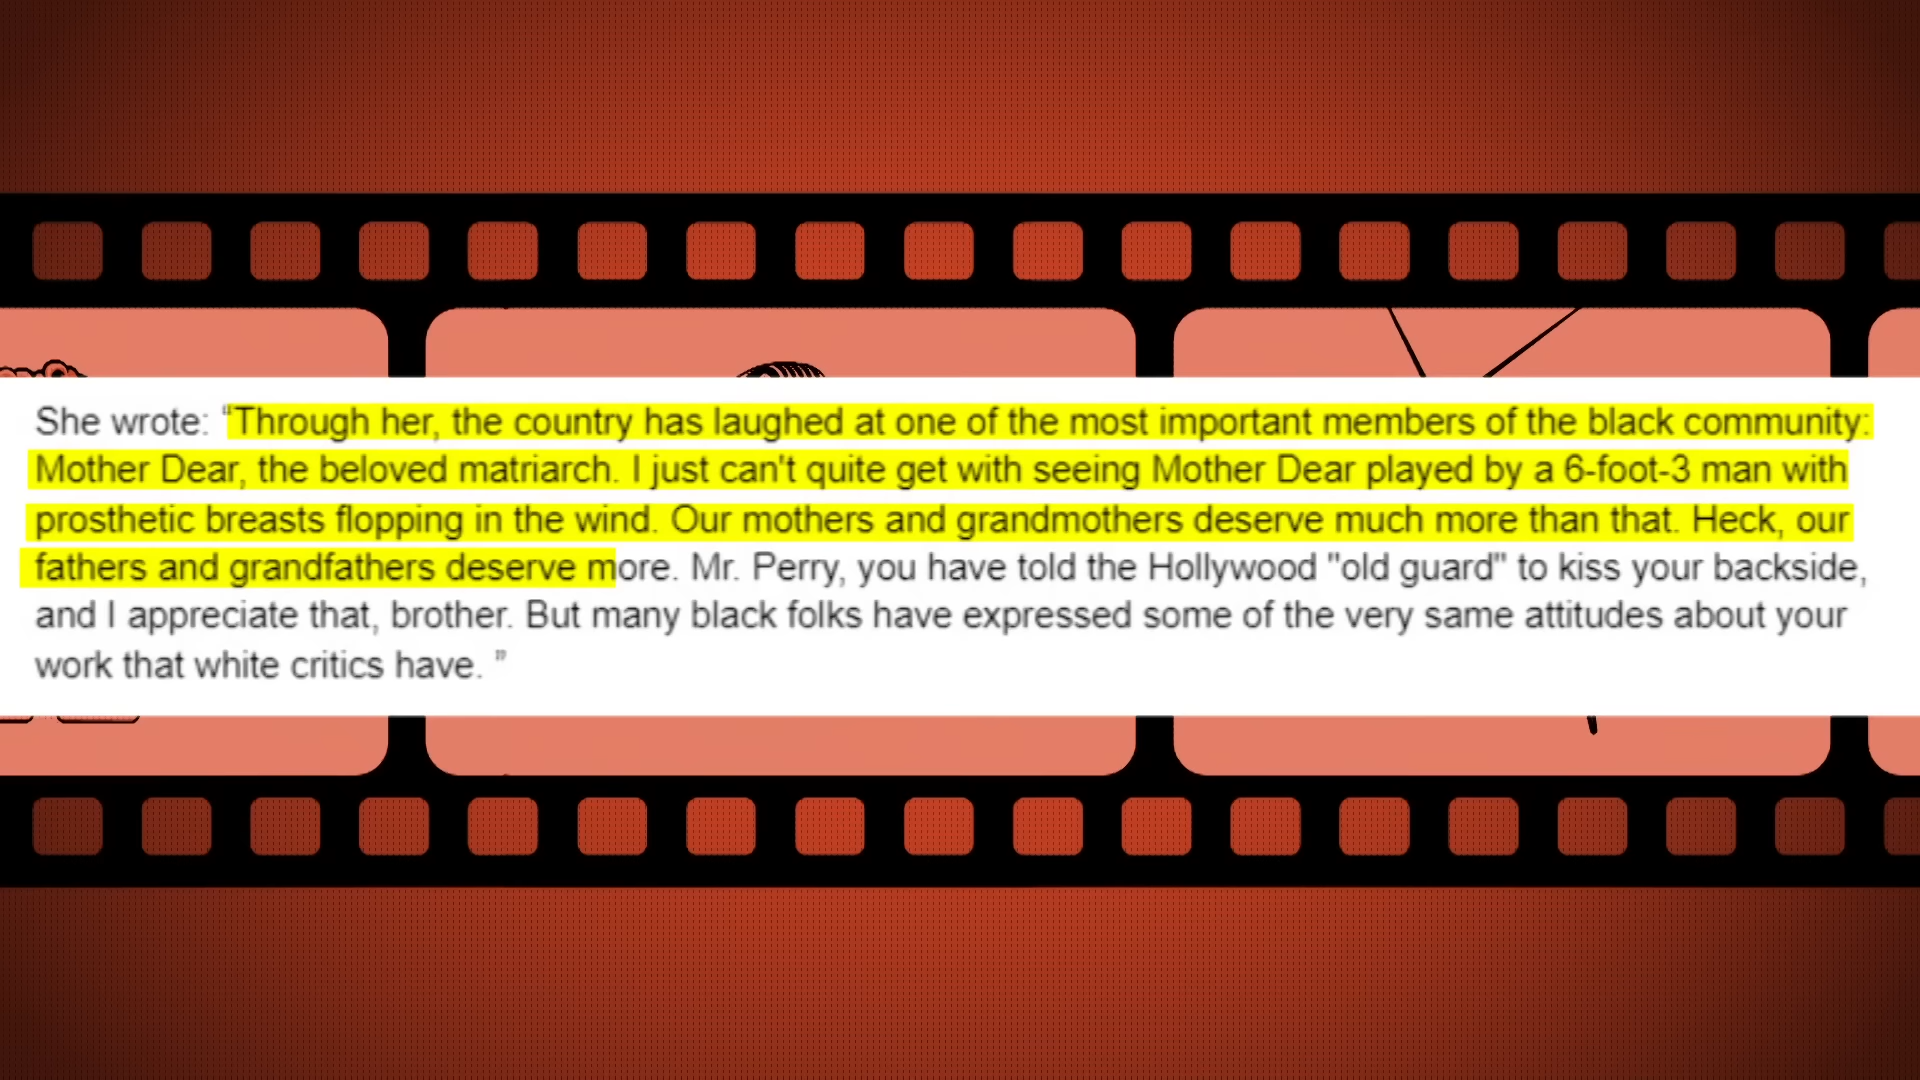 She wrote: “Through her, the country has laughed at one of the most important members of the black community:
Mother Dear, the beloved matriarch. I just can't quite get with seeing Mother Dear played by a 6-foot-3 man with
prosthetic breasts flopping in the wind. Our mothers and grandmothers deserve much more than that. Heck, our
fathers and grandfathers deserve more. Mr. Perry, you have told the Hollywood "old guard" to kiss your backside,
and I appreciate that, brother. But many black folks have expressed some of the very same attitudes about your
work that white critics have. ”